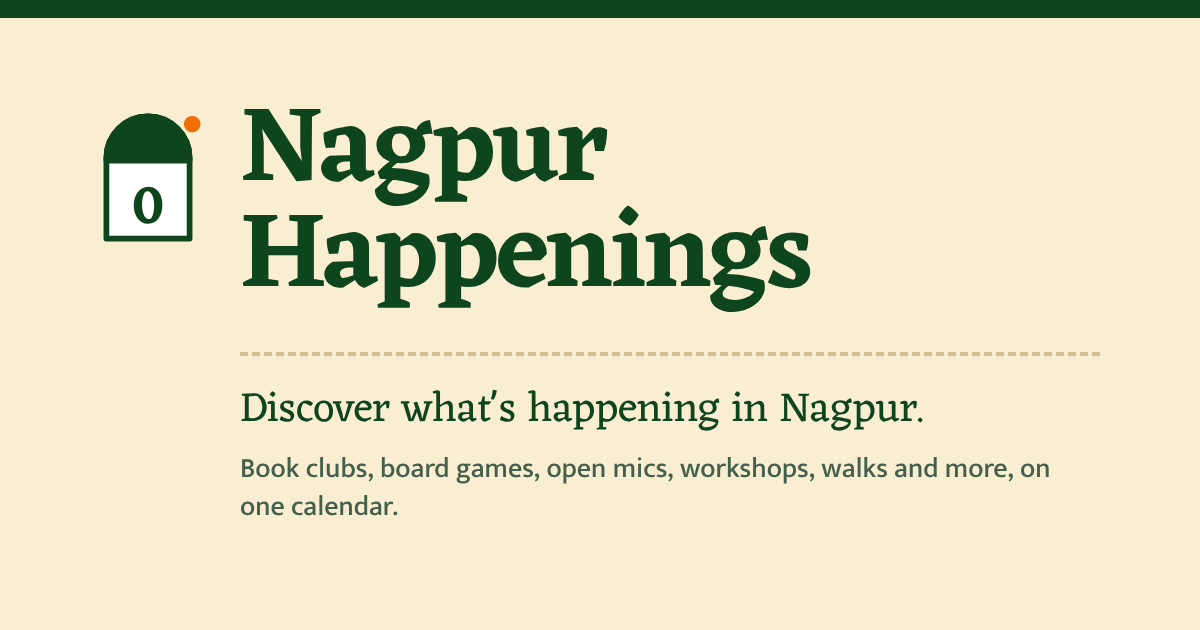 0
Nagpur
Happenings
Discover what's happening in Nagpur.
Book clubs, board games, open mics, workshops, walks and more, on
one calendar.